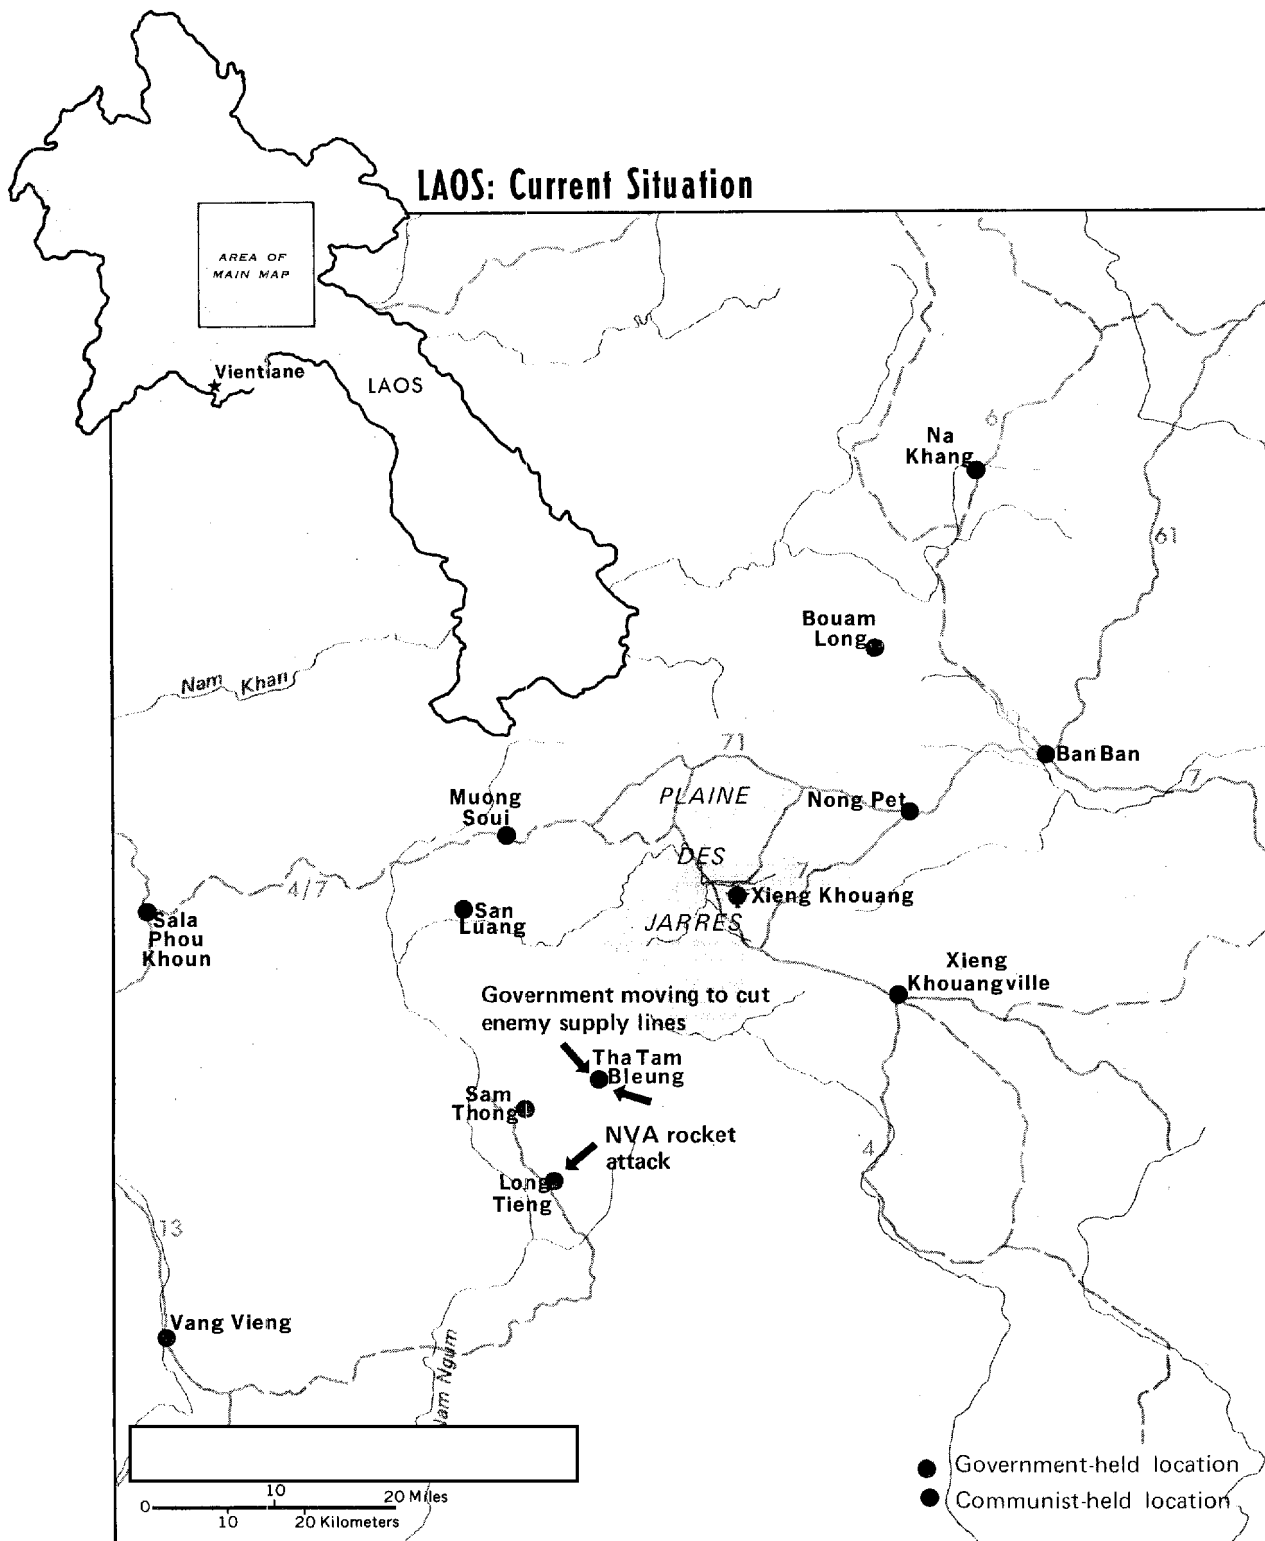 LAOS: Current Situation
AREA OF
MAIN MAP
Vientiane
LAOS
6
Na
Khang
61
Bouam
Long
Nam Khan
71
Ban Ban
7
Muong
Soui
PLAINE
Nong Pet
DES
4/7
7
Xieng Khouang
San
Luang
JARRES
Sala
Phou
Khoun
Xieng
Khouangville
Government moving to cut
enemy supply lines
Tha Tam
Bleung
Sam
Thong
NVA rocket
attack
4
Long
Tieng
13
Vang Vieng
Nam Ngum
Government-held location
Communist-held location
10
20 Miles
0
10
20 Kilometers